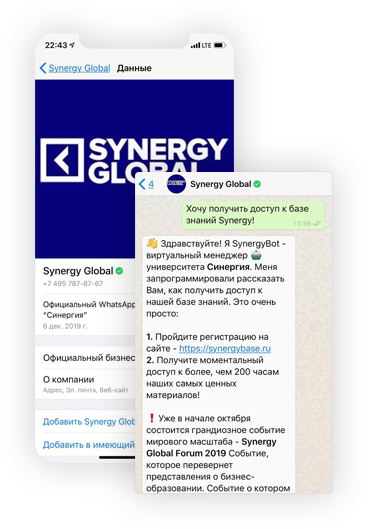 22:43
LTE
Synergy Global
Данные
SYNERGY
GLOBAL
Synergy Global
+7 495 787-87-67
Официальный WhatsApp
“Синергия”
6 дек. 2019 г.
Официальный бизнес
О компании
Адрес, Эл. почта, Веб-сайт
Добавить Synergy Glob
Добавить в имеющий
4
Synergy Global
Хочу получить доступ к базе
знаний Synergy!
13:56
👋 Здравствуйте! Я SynergyBot -
виртуальный менеджер 🤖
университета Синергия. Меня
запрограммировали рассказать
Вам, как получить доступ к
нашей базе знаний. Это очень
просто:
1. Пройдите регистрацию на
сайте - https://synergybase.ru
2. Получите моментальный
доступ к более, чем 200 часам
наших самых ценных
материалов!
❗ Уже в начале октября
состоится грандиозное событие
мирового масштаба - Synergy
Global Forum 2019 Событие,
которое перевернет
представления о бизнес-
образовании. Событие о котором